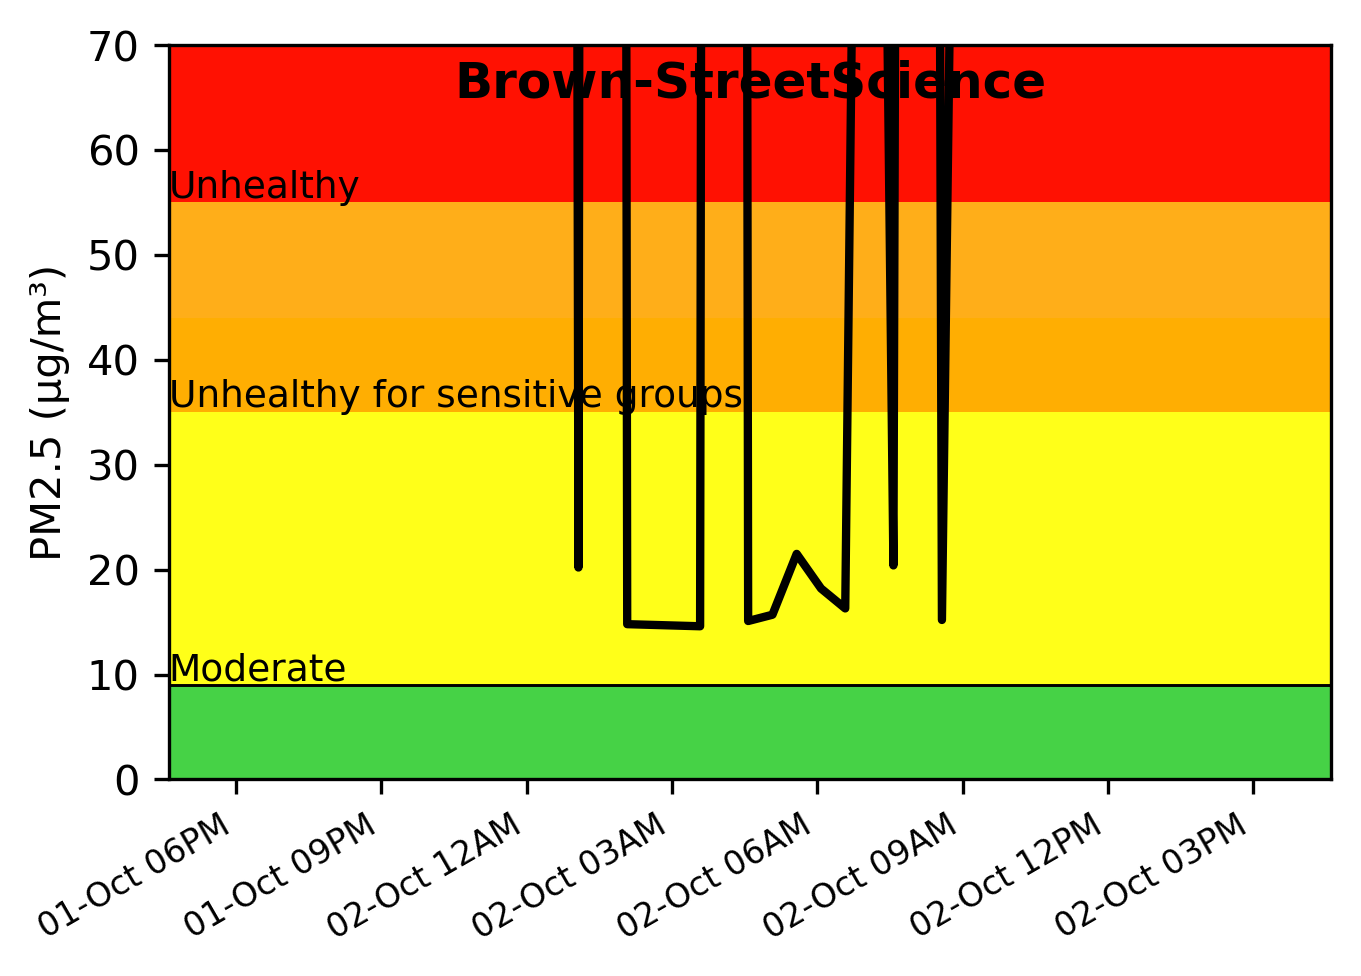 Brown-StreetScience
70
60
50
40
30
20
10
0
PM2.5 (µg/m³)
Unhealthy
Unhealthy for sensitive groups
Moderate
01-Oct 06PM
01-Oct 09PM
02-Oct 12AM
02-Oct 03AM
02-Oct 06AM
02-Oct 09AM
02-Oct 12PM
02-Oct 03PM